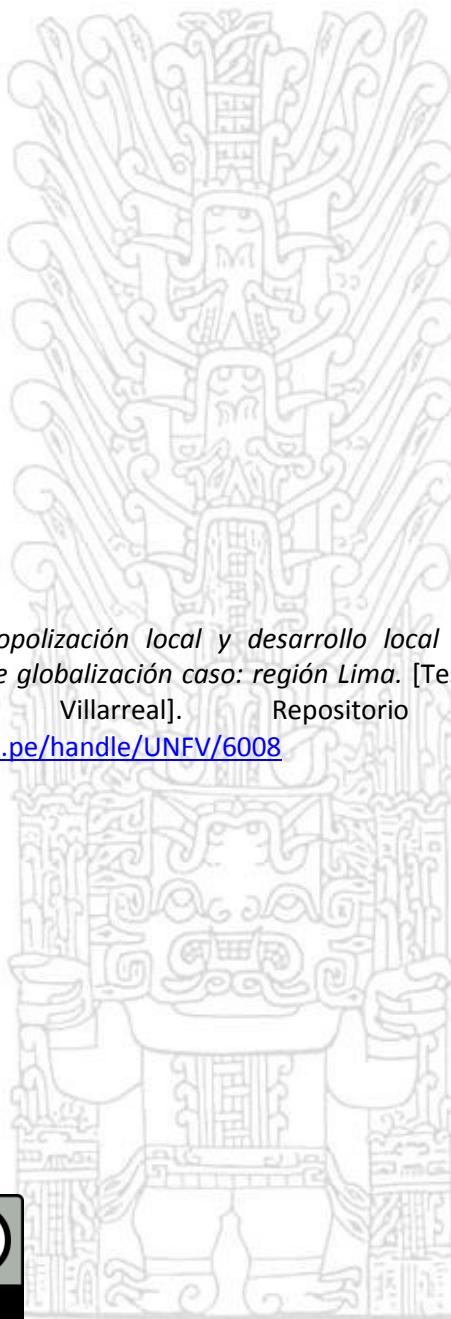 opolización local y desarrollo local
e globalización caso: región Lima. [Te
Villarreal]. Repositorio
.pe/handle/UNFV/6008